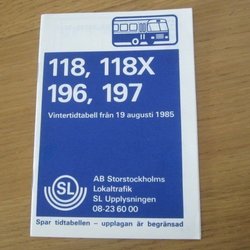 118, 118X
196, 197
Vintertidtabell från 19 augusti 1985
SL
AB Storstockholms
Lokaltrafik
SL Upplysningen
08-23 60 00
Spar tidtabellen - upplagan är begränsad